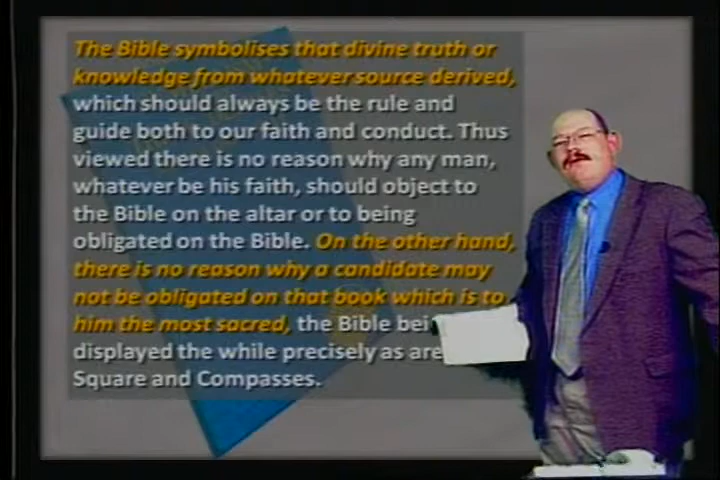 The Bible symbolises that divine truth or
knowledge from whatever source derived,
which should always be the rule and
guide both to our faith and conduct. Thus
viewed there is no reason why any man,
whatever be his faith, should object to
the Bible on the altar or to being
obligated on the Bible. On the other hand,
there is no reason why a candidate may
not be obligated on that book which is to
him the most sacred, the Bible bei
displayed the while precisely as are
Square and Compasses.